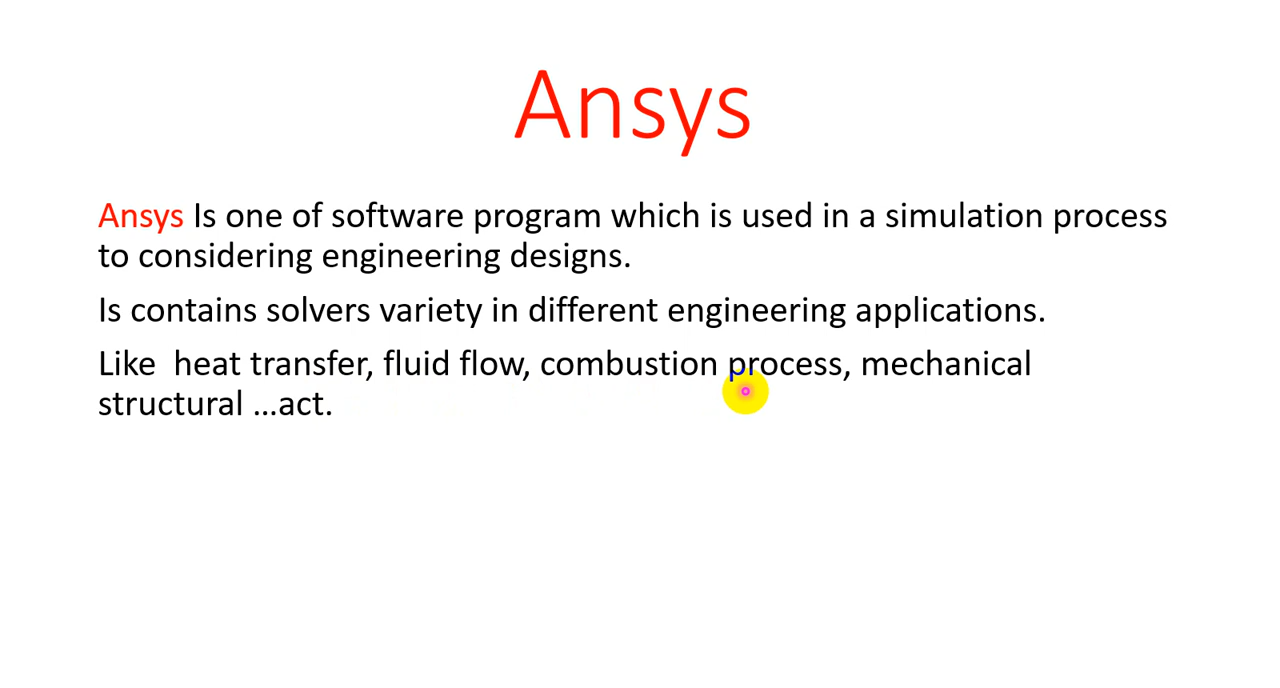 Ansys
Ansys Is one of software program which is used in a simulation process
to considering engineering designs.
Is contains solvers variety in different engineering applications.
Like  heat transfer, fluid flow, combustion process, mechanical
structural ...act.